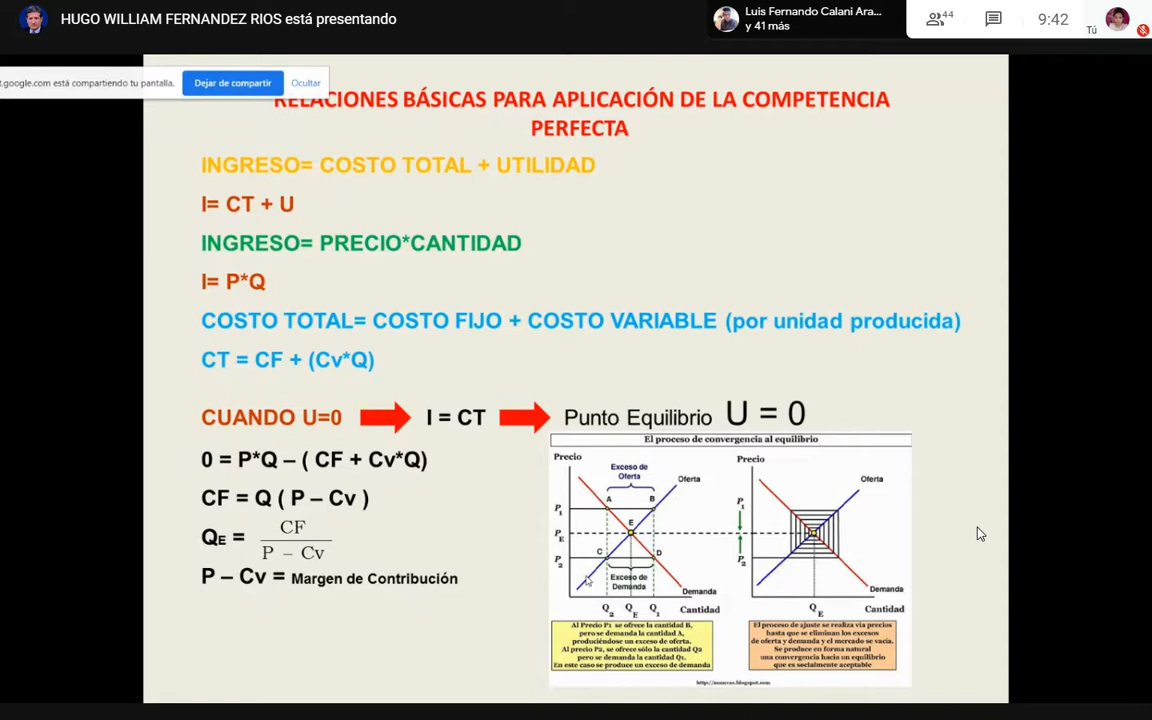 HUGO WILLIAM FERNANDEZ RIOS está presentando
Luis Fernando Calani Ara...
y 41 más
44
9:42
Tú
t.google.com está compartiendo tu pantalla.
Dejar de compartir
Ocultar
RELACIONES BÁSICAS PARA APLICACIÓN DE LA COMPETENCIA
PERFECTA
INGRESO= COSTO TOTAL + UTILIDAD
I= CT + U
INGRESO= PRECIO*CANTIDAD
I= P*Q
COSTO TOTAL= COSTO FIJO + COSTO VARIABLE (por unidad producida)
CT = CF + (Cv*Q)
CUANDO U=0 I = CT Punto Equilibrio U = 0
0 = P*Q – ( CF + Cv*Q)
CF = Q ( P – Cv )
QE = CF
P – Cv
P – Cv = Margen de Contribución
El proceso de convergencia al equilibrio
Precio
Exceso de
Oferta
Oferta
A
B
P1
E
PE
C
D
P2
Exceso de
Demanda
Demanda
Q2 QE Q1 Cantidad
Al Precio P1 se ofrece la cantidad B,
pero se demanda la cantidad A,
produciéndose un exceso de oferta.
Al precio P2, se ofrece sólo la cantidad Q2
pero se demanda la cantidad Q1.
En este caso se produce un exceso de demanda
Precio
Oferta
P1
P2
Demanda
QE Cantidad
El proceso de ajuste se realiza via precios
hasta que se eliminan los excesos
de oferta y demanda y el mercado se vacía.
Se produce en forma natural
una convergencia hacia un equilibrio
que es socialmente aceptable